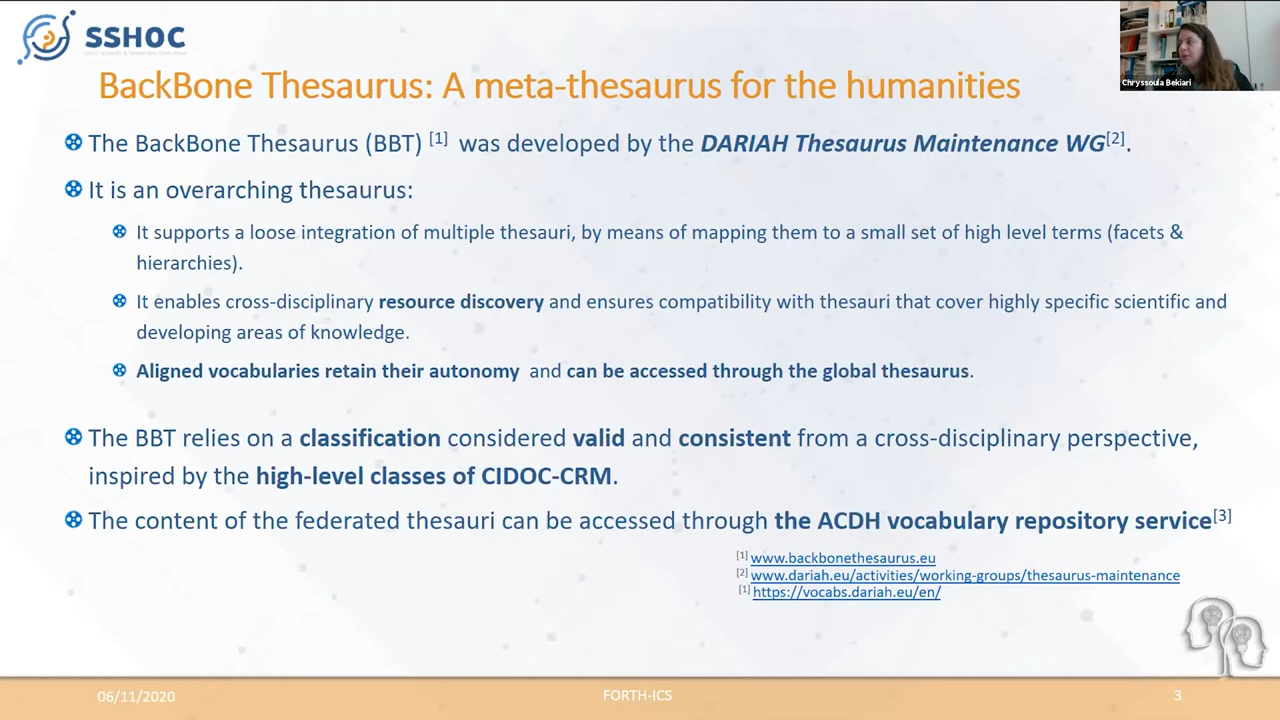 SSHOC
Chryssoula Bekiari
BackBone Thesaurus: A meta-thesaurus for the humanities
The BackBone Thesaurus (BBT) [1] was developed by the DARIAH Thesaurus Maintenance WG[2].
It is an overarching thesaurus:
It supports a loose integration of multiple thesauri, by means of mapping them to a small set of high level terms (facets &
hierarchies).
It enables cross-disciplinary resource discovery and ensures compatibility with thesauri that cover highly specific scientific and
developing areas of knowledge.
Aligned vocabularies retain their autonomy and can be accessed through the global thesaurus.
The BBT relies on a classification considered valid and consistent from a cross-disciplinary perspective,
inspired by the high-level classes of CIDOC-CRM.
The content of the federated thesauri can be accessed through the ACDH vocabulary repository service[3]
[1] www.backbonethesaurus.eu
[2] www.dariah.eu/activities/working-groups/thesaurus-maintenance
[1] https://vocabs.dariah.eu/en/
06/11/2020
FORTH-ICS
3